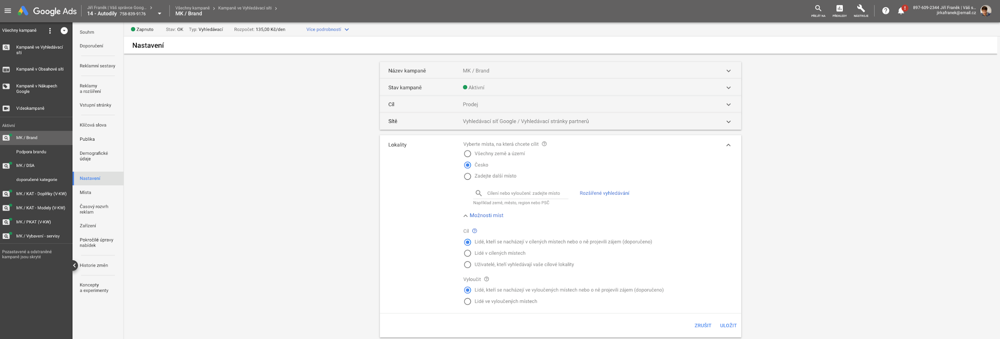 Google Ads
Jiří Franěk | Váš správce Goog...
14 - Autodily 758-839-9176
Všechny kampaně
Kampaně ve Vyhledávací síti
MK / Brand
PŘEJÍT NA
PŘEHLEDY
NÁSTROJE
!
897-609-2344 Jiří Franěk | Váš s...
jirkafranek@email.cz
Všechny kampaně
Kampaně ve Vyhledávací
síti
Kampaně v Obsahové síti
Kampaně v Nákupech
Google
Videokampaně
Aktivní
MK / Brand
Podpora brandu
MK / DSA
doporučené kategorie
MK / KAT - Doplňky (V-KW)
MK / KAT - Modely (V-KW)
MK / PKAT (V-KW)
MK / Vybavení - servisy
Pozastavené a odstraněné
kampaně jsou skryté
Souhrn
Doporučení
Reklamní sestavy
Reklamy
a rozšíření
Vstupní stránky
Klíčová slova
Publika
Demografické
údaje
Nastavení
Místa
Časový rozvrh
reklam
Zařízení
Pokročilé úpravy
nabídek
Historie změn
Koncepty
a experimenty
Zapnuto
Stav: OK
Typ: Vyhledávací
Rozpočet: 135,00 Kč/den
Více podrobností
Nastavení
Název kampaně
MK / Brand
Stav kampaně
Aktivní
Cíl
Prodej
Sítě
Vyhledávací síť Google / Vyhledávací stránky partnerů
Lokality
Vyberte místa, na která chcete cílit
Všechny země a území
Česko
Zadejte další místo
Cílení nebo vyloučení: zadejte místo
Rozšířené vyhledávání
Například země, město, region nebo PSČ
Možnosti míst
Cíl
Lidé, kteří se nacházejí v cílených místech nebo o ně projevili zájem (doporučeno)
Lidé v cílených místech
Uživatelé, kteří vyhledávají vaše cílové lokality
Vyloučit
Lidé, kteří se nacházejí ve vyloučených místech nebo o ně projevili zájem (doporučeno)
Lidé ve vyloučených místech
ZRUŠIT
ULOŽIT